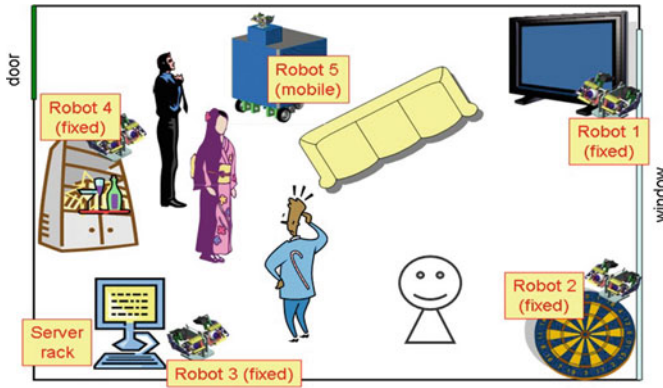 door
Robot 5
(mobile)
Robot 4
(fixed)
Robot 1
(fixed)
window
Robot 2
(fixed)
Server
rack
Robot 3 (fixed)